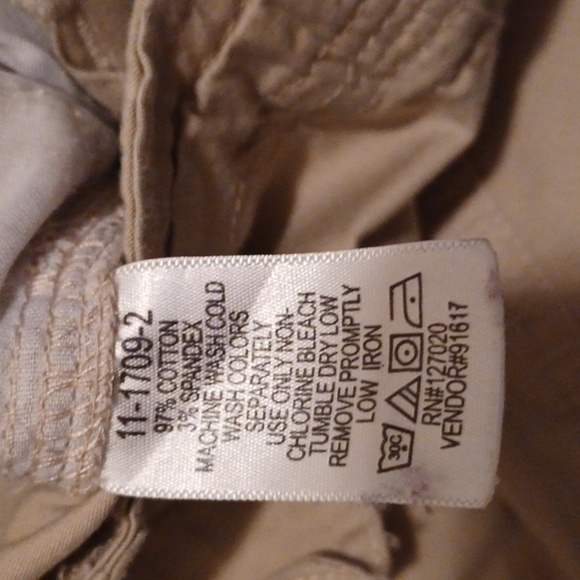 11-1709-2
97% COTTON
3% SPANDEX
MACHINE WASH COLD
WASH COLORS
SEPARATELY
USE ONLY NON-
CHLORINE BLEACH
TUMBLE DRY LOW
REMOVE PROMPTLY
LOW IRON
30C
RN#127020
VENDOR#91617